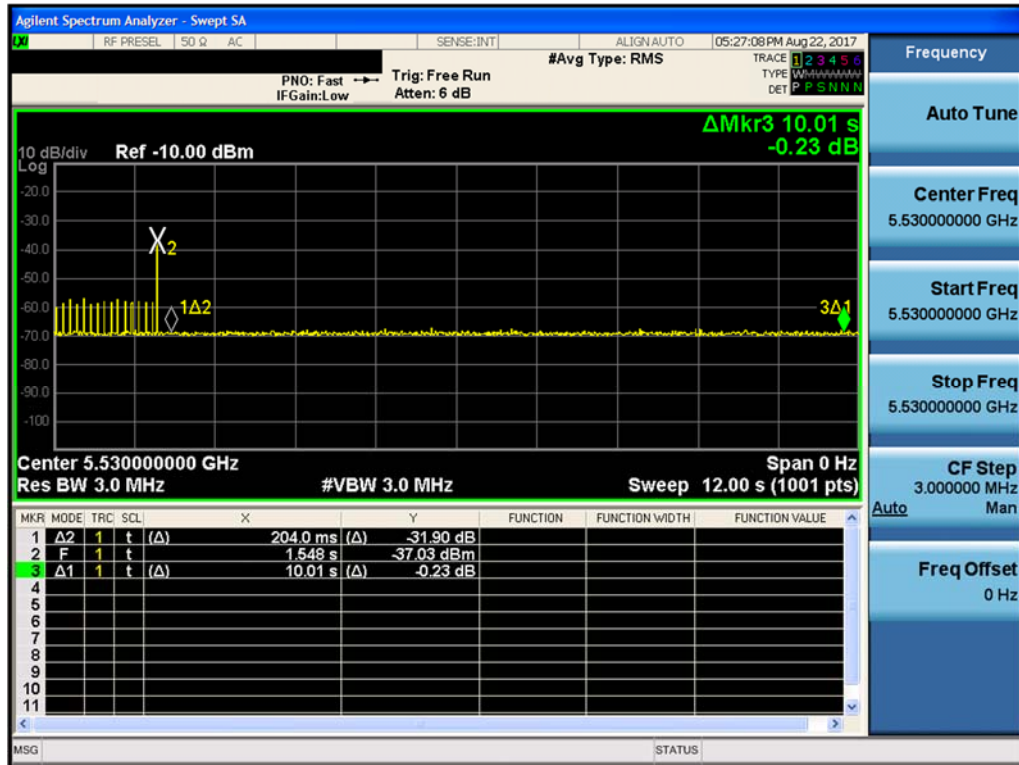 Agilent Spectrum Analyzer - Swept SA
LXI RF PRESEL 50 Ω AC SENSE:INT ALIGN AUTO 05:27:08 PM Aug 22, 2017
#Avg Type: RMS TRACE 1 2 3 4 5 6
PNO: Fast Trig: Free Run TYPE WMWWWWW
IFGain:Low Atten: 6 dB DET P P S N N N
ΔMkr3 10.01 s
-0.23 dB
10 dB/div Ref -10.00 dBm
Log
-20.0
-30.0
2
-40.0
-50.0
-60.0 1Δ2 3Δ1
-70.0
-80.0
-90.0
-100
Center 5.530000000 GHz Span 0 Hz
Res BW 3.0 MHz #VBW 3.0 MHz Sweep 12.00 s (1001 pts)
MKR MODE TRC SCL X Y FUNCTION FUNCTION WIDTH FUNCTION VALUE
1 Δ2 1 t (Δ) 204.0 ms (Δ) -31.90 dB
2 F 1 t 1.548 s -37.03 dBm
3 Δ1 1 t (Δ) 10.01 s (Δ) -0.23 dB
4
5
6
7
8
9
10
11
MSG STATUS
Frequency
Auto Tune
Center Freq
5.530000000 GHz
Start Freq
5.530000000 GHz
Stop Freq
5.530000000 GHz
CF Step
3.000000 MHz
Auto Man
Freq Offset
0 Hz